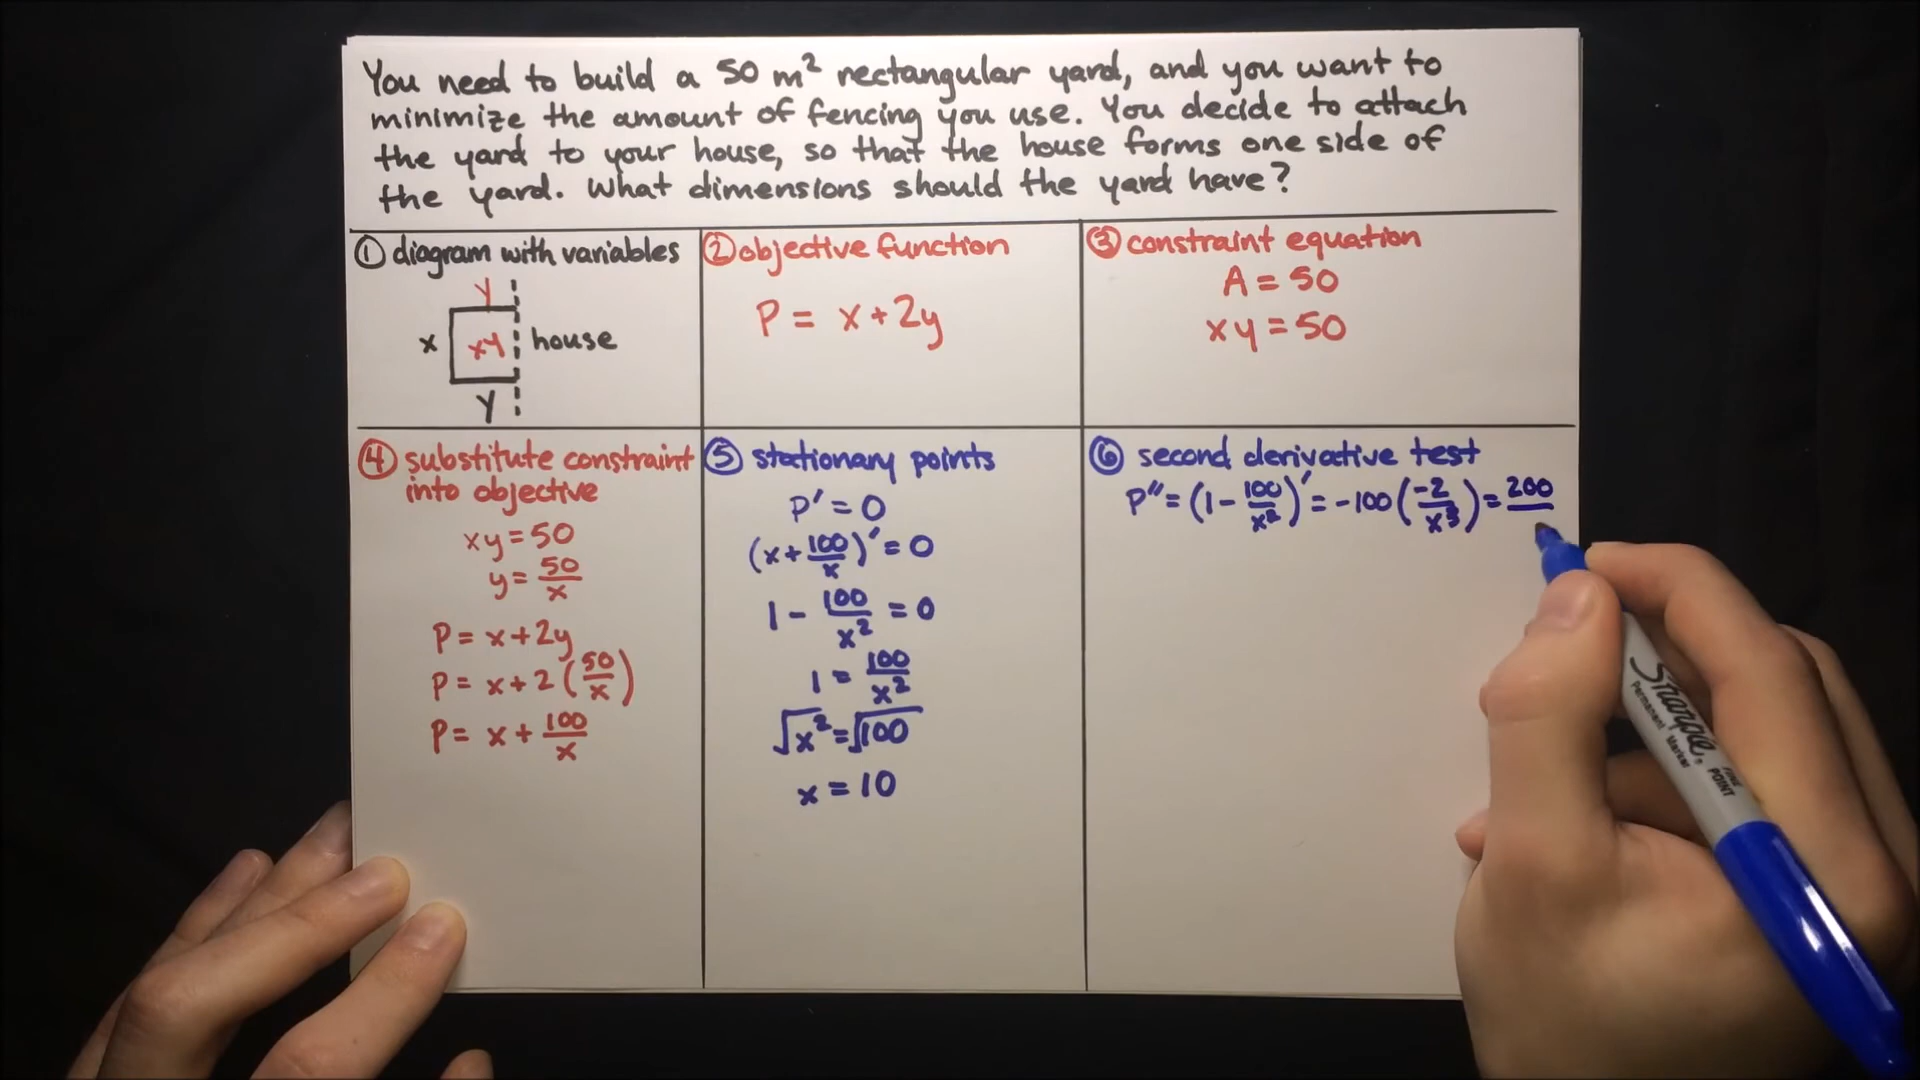 You need to build a 50 m² rectangular yard, and you want to
minimize the amount of fencing you use. You decide to attach
the yard to your house, so that the house forms one side of
the yard. What dimensions should the yard have?
① diagram with variables
y
x
xy
house
y
② objective function
P = x + 2y
③ constraint equation
A = 50
xy = 50
④ substitute constraint
into objective
xy = 50
y = 50/x
P = x + 2y
P = x + 2(50/x)
P = x + 100/x
⑤ stationary points
P' = 0
(x + 100/x)' = 0
1 - 100/x² = 0
1 = 100/x²
√x² = √100
x = 10
⑥ second derivative test
P'' = (1 - 100/x²)' = -100(-2/x³) = 200
Sharpie.
Permanent Marker
FINE
POINT